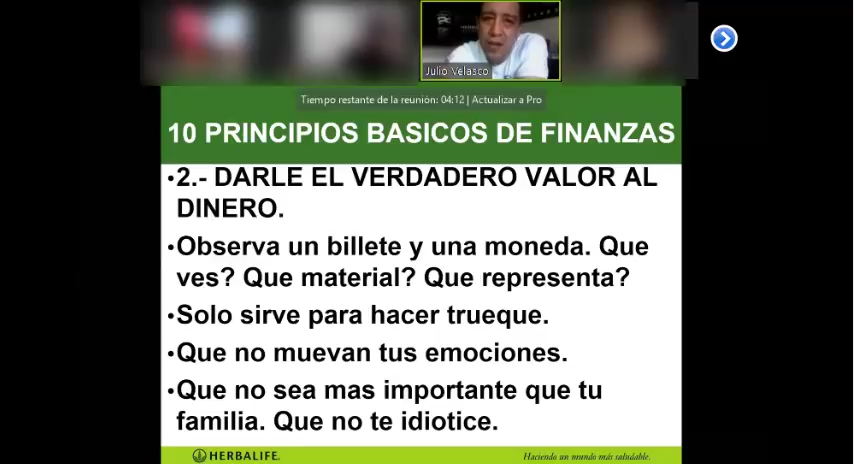 Julio Velasco
Tiempo restante de la reunión: 04:12 | Actualizar a Pro
10 PRINCIPIOS BASICOS DE FINANZAS
•2.- DARLE EL VERDADERO VALOR AL
DINERO.
•Observa un billete y una moneda. Que
ves? Que material? Que representa?
•Solo sirve para hacer trueque.
•Que no muevan tus emociones.
•Que no sea mas importante que tu
familia. Que no te idiotice.
HERBALIFE.
Haciendo un mundo más saludable.